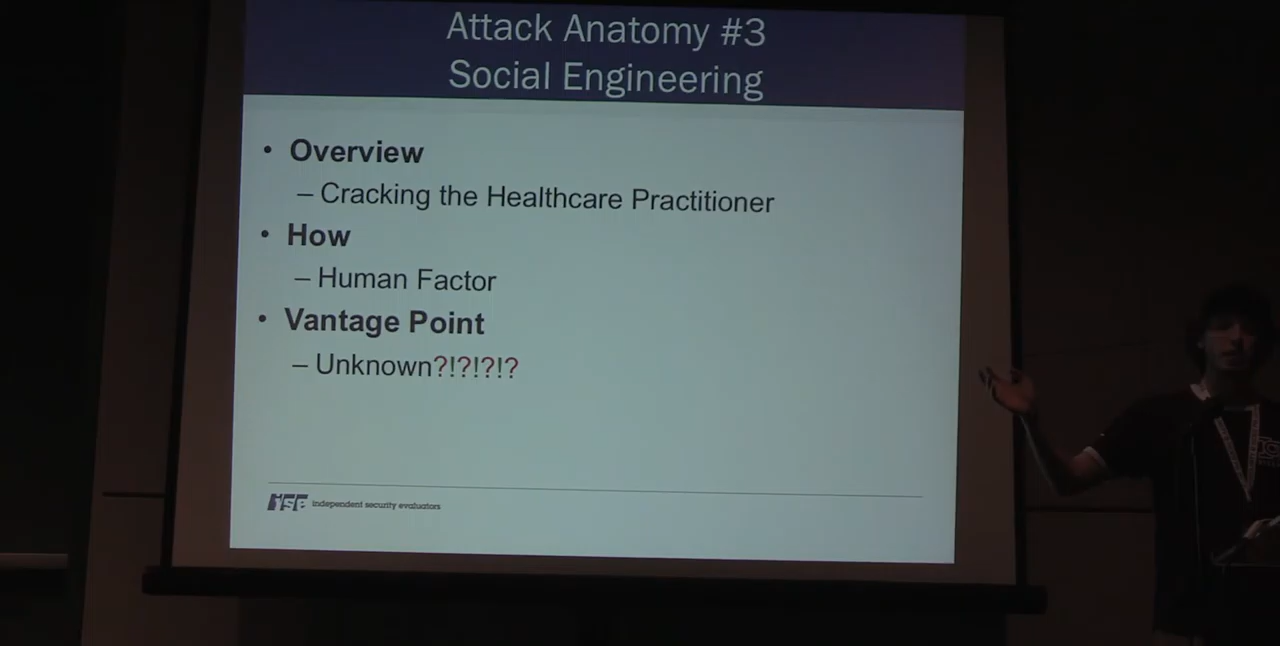 Attack Anatomy #3
Social Engineering
• Overview
– Cracking the Healthcare Practitioner
• How
– Human Factor
• Vantage Point
– Unknown?!?!?!?
ise independent security evaluators